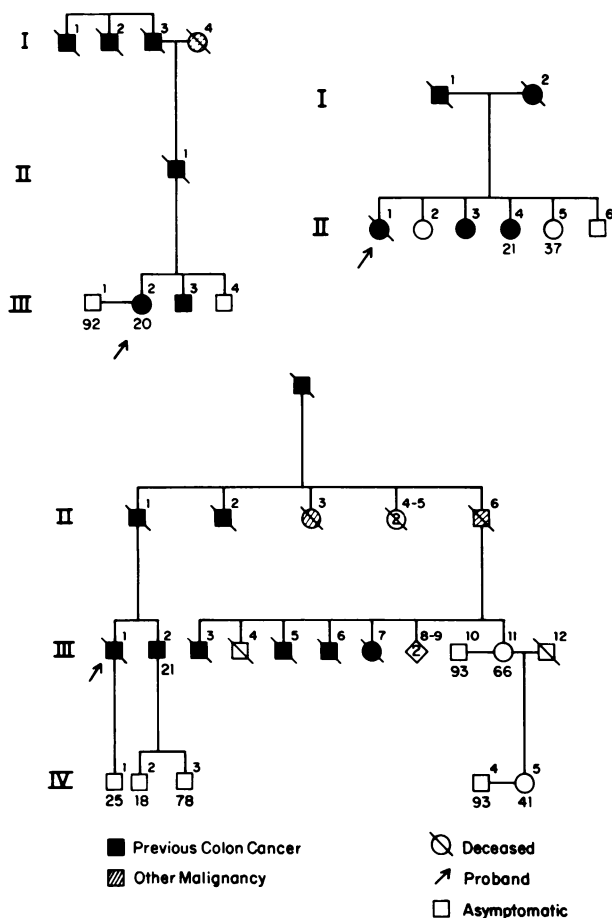 I 1 2 3 4
II 1
III 1 2 3 4
92 20
I 1 2
II 1 2 3 4 5 6
21 37
II 1 2 3 4-5 6
2
III 1 2 3 4 5 6 7 8-9 10 11 12
2
21 93 66
IV 1 2 3 4 5
25 18 78 93 41
Previous Colon Cancer
Other Malignancy
Deceased
Proband
Asymptomatic